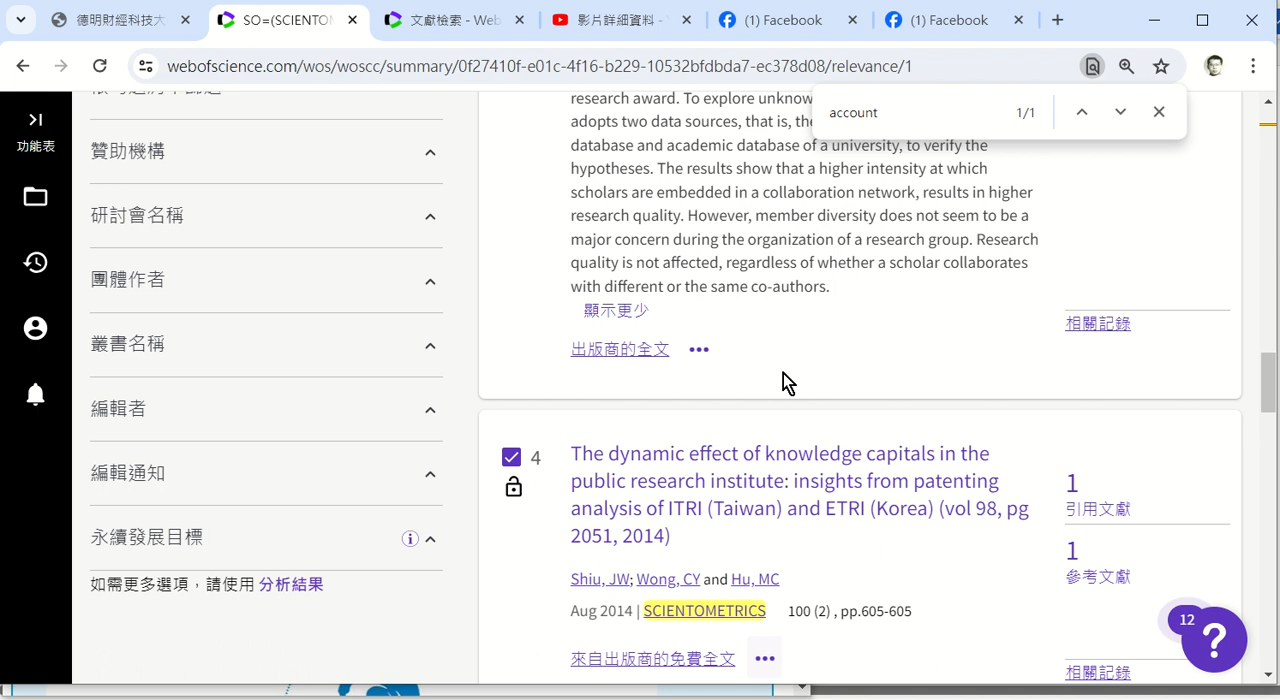 德明財經科技大
SO=(SCIENTOM
文獻檢索 - Web
影片詳細資料 -
(1) Facebook
(1) Facebook
webofscience.com/wos/woscc/summary/0f27410f-e01c-4f16-b229-10532bfdbda7-ec378d08/relevance/1
account
1/1
功能表
贊助機構
研討會名稱
團體作者
叢書名稱
編輯者
編輯通知
永續發展目標
如需更多選項，請使用 分析結果
research award. To explore unknow
adopts two data sources, that is, the
database and academic database of a university, to verify the
hypotheses. The results show that a higher intensity at which
scholars are embedded in a collaboration network, results in higher
research quality. However, member diversity does not seem to be a
major concern during the organization of a research group. Research
quality is not affected, regardless of whether a scholar collaborates
with different or the same co-authors.
顯示更少
出版商的全文
相關記錄
4
The dynamic effect of knowledge capitals in the
public research institute: insights from patenting
analysis of ITRI (Taiwan) and ETRI (Korea) (vol 98, pg
2051, 2014)
Shiu, JW; Wong, CY and Hu, MC
Aug 2014 | SCIENTOMETRICS 100 (2) , pp.605-605
來自出版商的免費全文
1
引用文獻
1
參考文獻
相關記錄
12
?